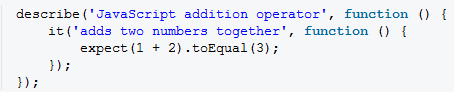 describe('JavaScript addition operator', function () {
    it('adds two numbers together', function () {
        expect(1 + 2).toEqual(3);
    });
});